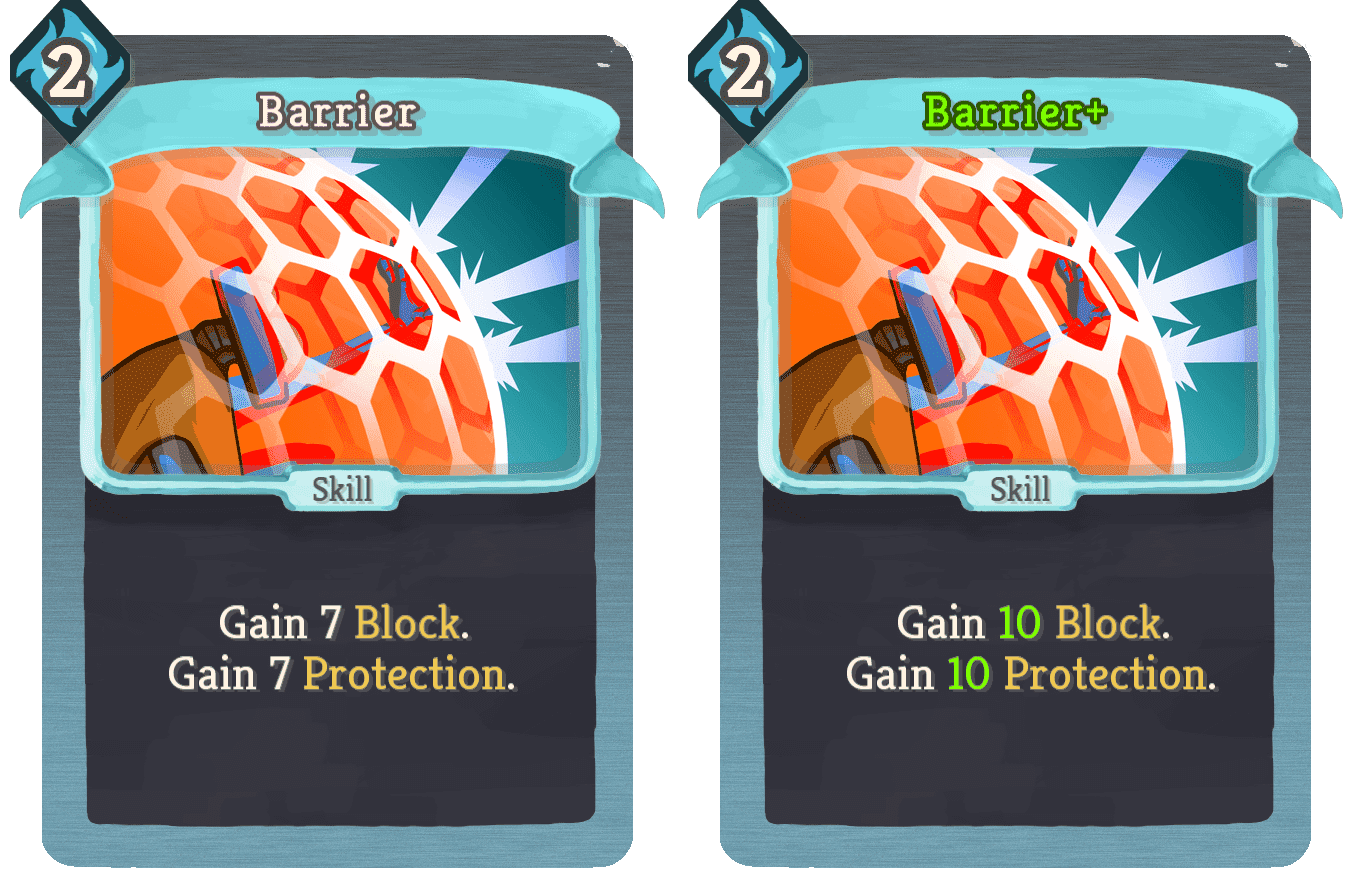 2
Barrier
Skill
Gain 7 Block.
Gain 7 Protection.
2
Barrier+
Skill
Gain 10 Block.
Gain 10 Protection.